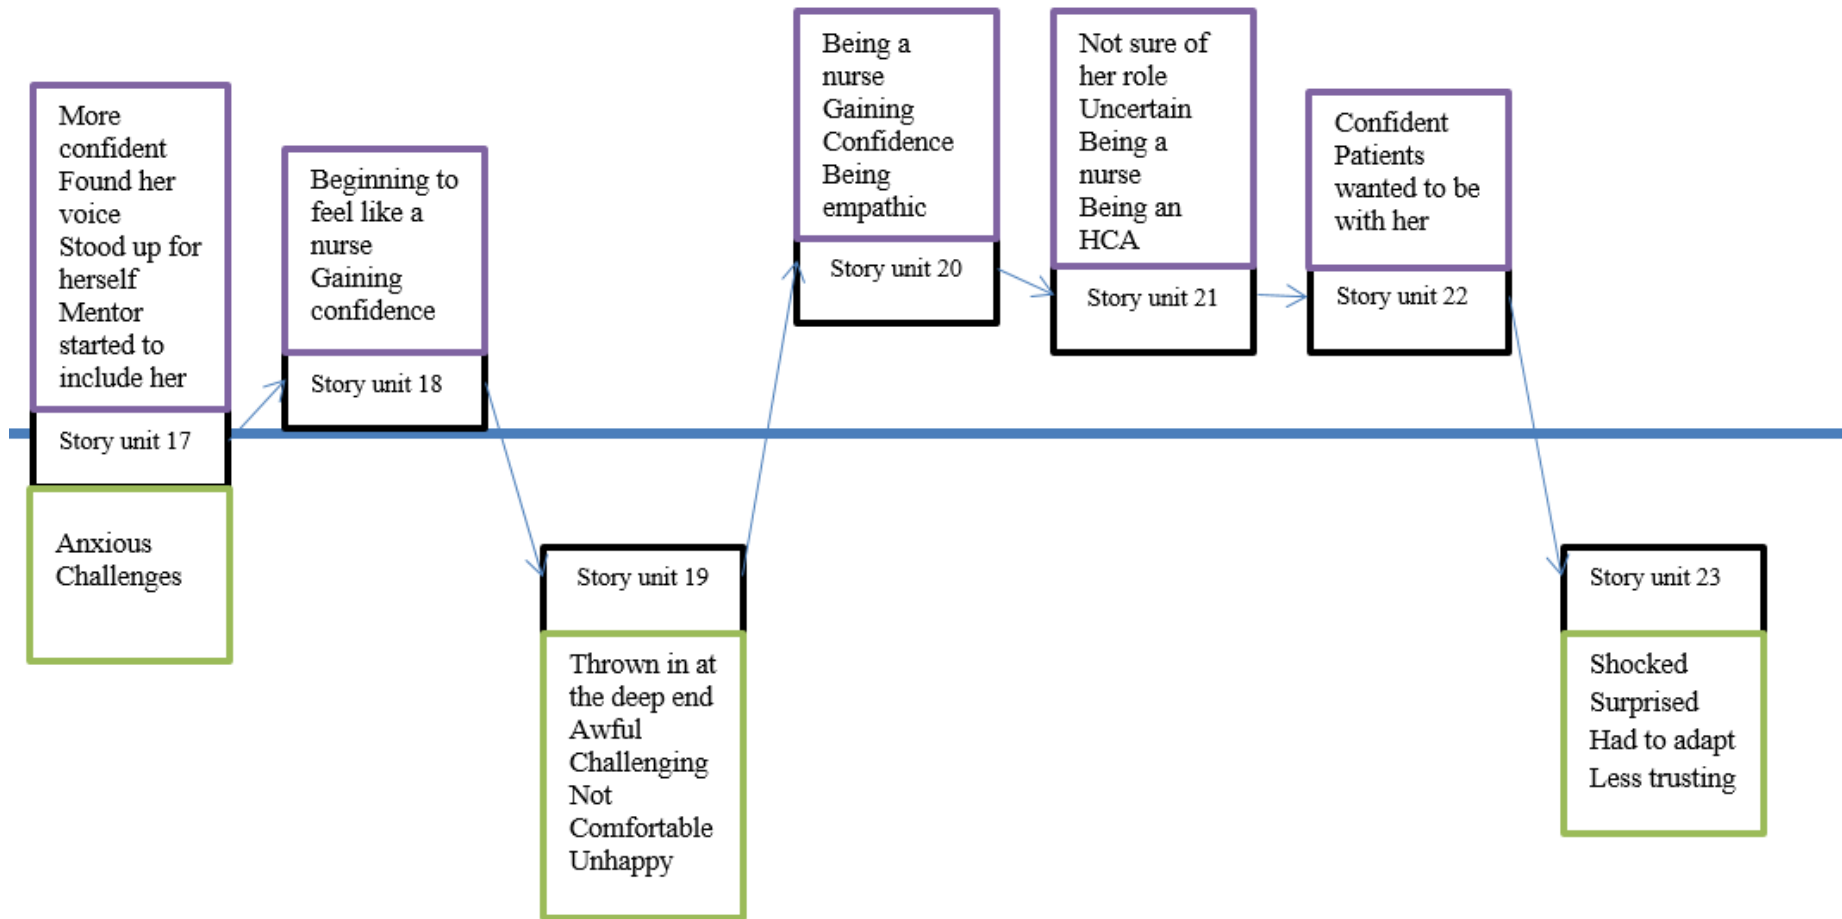 More
confident
Found her
voice
Stood up for
herself
Mentor
started to
include her
Story unit 17
Anxious
Challenges
Beginning to
feel like a
nurse
Gaining
confidence
Story unit 18
Story unit 19
Thrown in at
the deep end
Awful
Challenging
Not
Comfortable
Unhappy
Being a
nurse
Gaining
Confidence
Being
empathic
Story unit 20
Not sure of
her role
Uncertain
Being a
nurse
Being an
HCA
Story unit 21
Confident
Patients
wanted to be
with her
Story unit 22
Story unit 23
Shocked
Surprised
Had to adapt
Less trusting